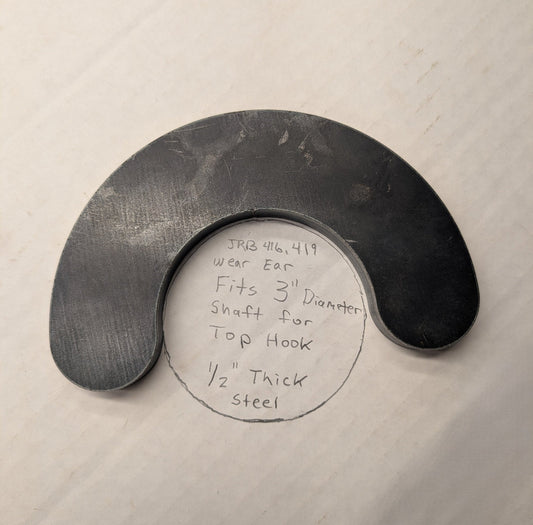 JRB 416, 419
wear Ear
Fits 3" Diameter
Shaft for
Top Hook
1/2" Thick
Steel